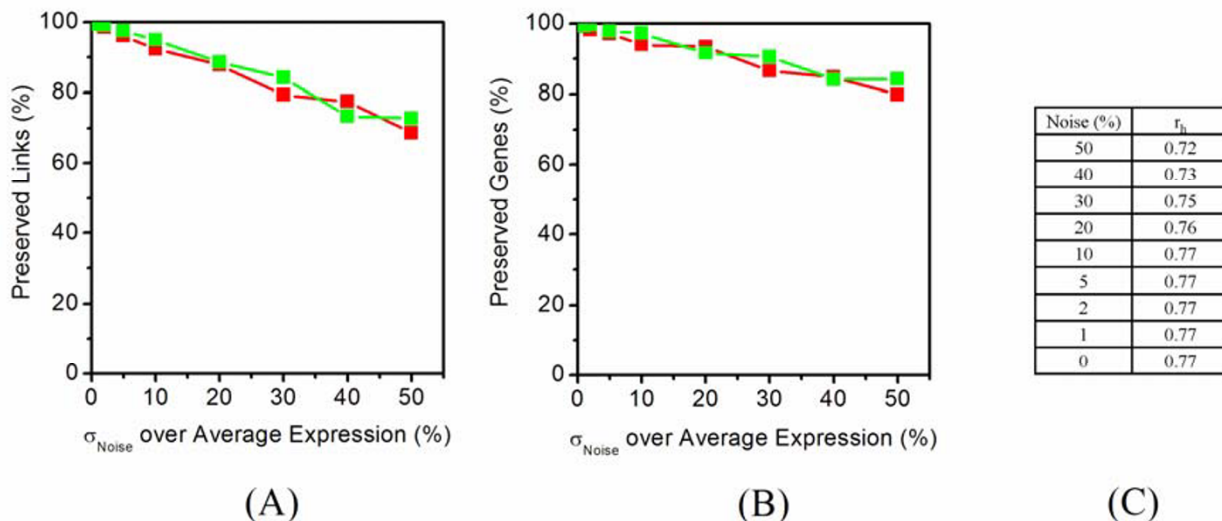 100
80
60
40
20
0
Preserved Links (%)
0 10 20 30 40 50
σNoise over Average Expression (%)
(A)
100
80
60
40
20
0
Preserved Genes (%)
0 10 20 30 40 50
σNoise over Average Expression (%)
(B)
Noise (%) rh
50 0.72
40 0.73
30 0.75
20 0.76
10 0.77
5 0.77
2 0.77
1 0.77
0 0.77
(C)